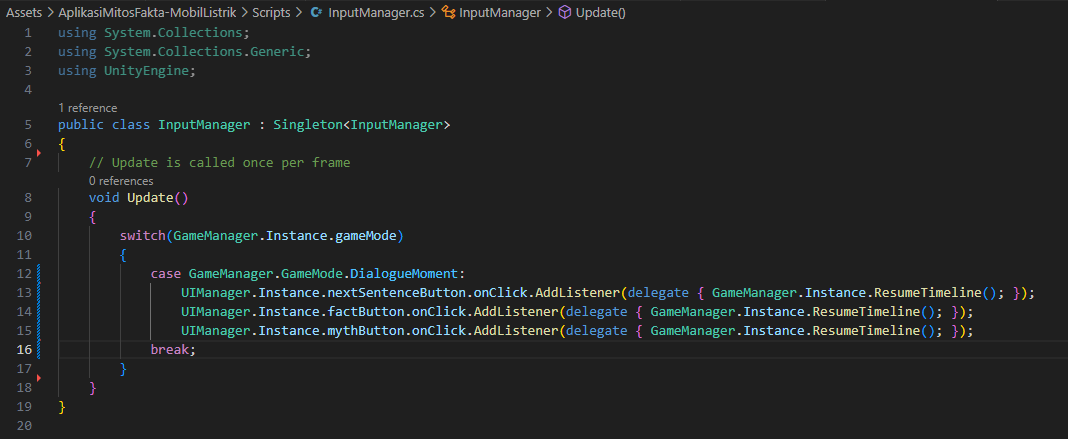 Assets > AplikasiMitosFakta-MobilListrik > Scripts > InputManager.cs > InputManager > Update()
1 using System.Collections;
2 using System.Collections.Generic;
3 using UnityEngine;
4
1 reference
5 public class InputManager : Singleton<InputManager>
6 {
7 // Update is called once per frame
0 references
8 void Update()
9 {
10 switch(GameManager.Instance.gameMode)
11 {
12 case GameManager.GameMode.DialogueMoment:
13 UIManager.Instance.nextSentenceButton.onClick.AddListener(delegate { GameManager.Instance.ResumeTimeline(); });
14 UIManager.Instance.factButton.onClick.AddListener(delegate { GameManager.Instance.ResumeTimeline(); });
15 UIManager.Instance.mythButton.onClick.AddListener(delegate { GameManager.Instance.ResumeTimeline(); });
16 break;
17 }
18 }
19 }
20